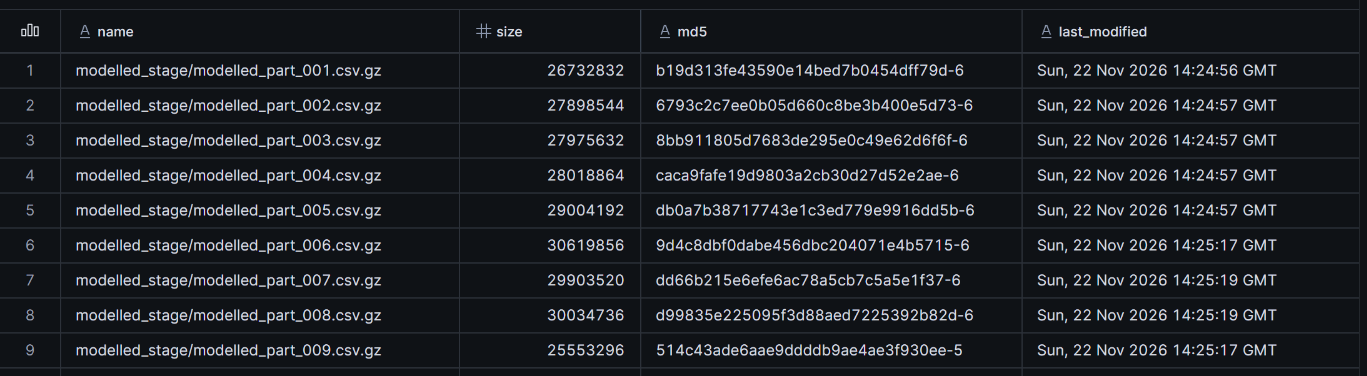 name size md5 last_modified
1 modelled_stage/modelled_part_001.csv.gz 26732832 b19d313fe43590e14bed7b0454dff79d-6 Sun, 22 Nov 2026 14:24:56 GMT
2 modelled_stage/modelled_part_002.csv.gz 27898544 6793c2c7ee0b05d660c8be3b400e5d73-6 Sun, 22 Nov 2026 14:24:57 GMT
3 modelled_stage/modelled_part_003.csv.gz 27975632 8bb911805d7683de295e0c49e62d6f6f-6 Sun, 22 Nov 2026 14:24:57 GMT
4 modelled_stage/modelled_part_004.csv.gz 28018864 caca9fafe19d9803a2cb30d27d52e2ae-6 Sun, 22 Nov 2026 14:24:57 GMT
5 modelled_stage/modelled_part_005.csv.gz 29004192 db0a7b38717743e1c3ed779e9916dd5b-6 Sun, 22 Nov 2026 14:24:57 GMT
6 modelled_stage/modelled_part_006.csv.gz 30619856 9d4c8dbf0dabe456dbc204071e4b5715-6 Sun, 22 Nov 2026 14:25:17 GMT
7 modelled_stage/modelled_part_007.csv.gz 29903520 dd66b215e6efe6ac78a5cb7c5a5e1f37-6 Sun, 22 Nov 2026 14:25:19 GMT
8 modelled_stage/modelled_part_008.csv.gz 30034736 d99835e225095f3d88aed7225392b82d-6 Sun, 22 Nov 2026 14:25:19 GMT
9 modelled_stage/modelled_part_009.csv.gz 25553296 514c43ade6aae9ddddb9ae4ae3f930ee-5 Sun, 22 Nov 2026 14:25:17 GMT